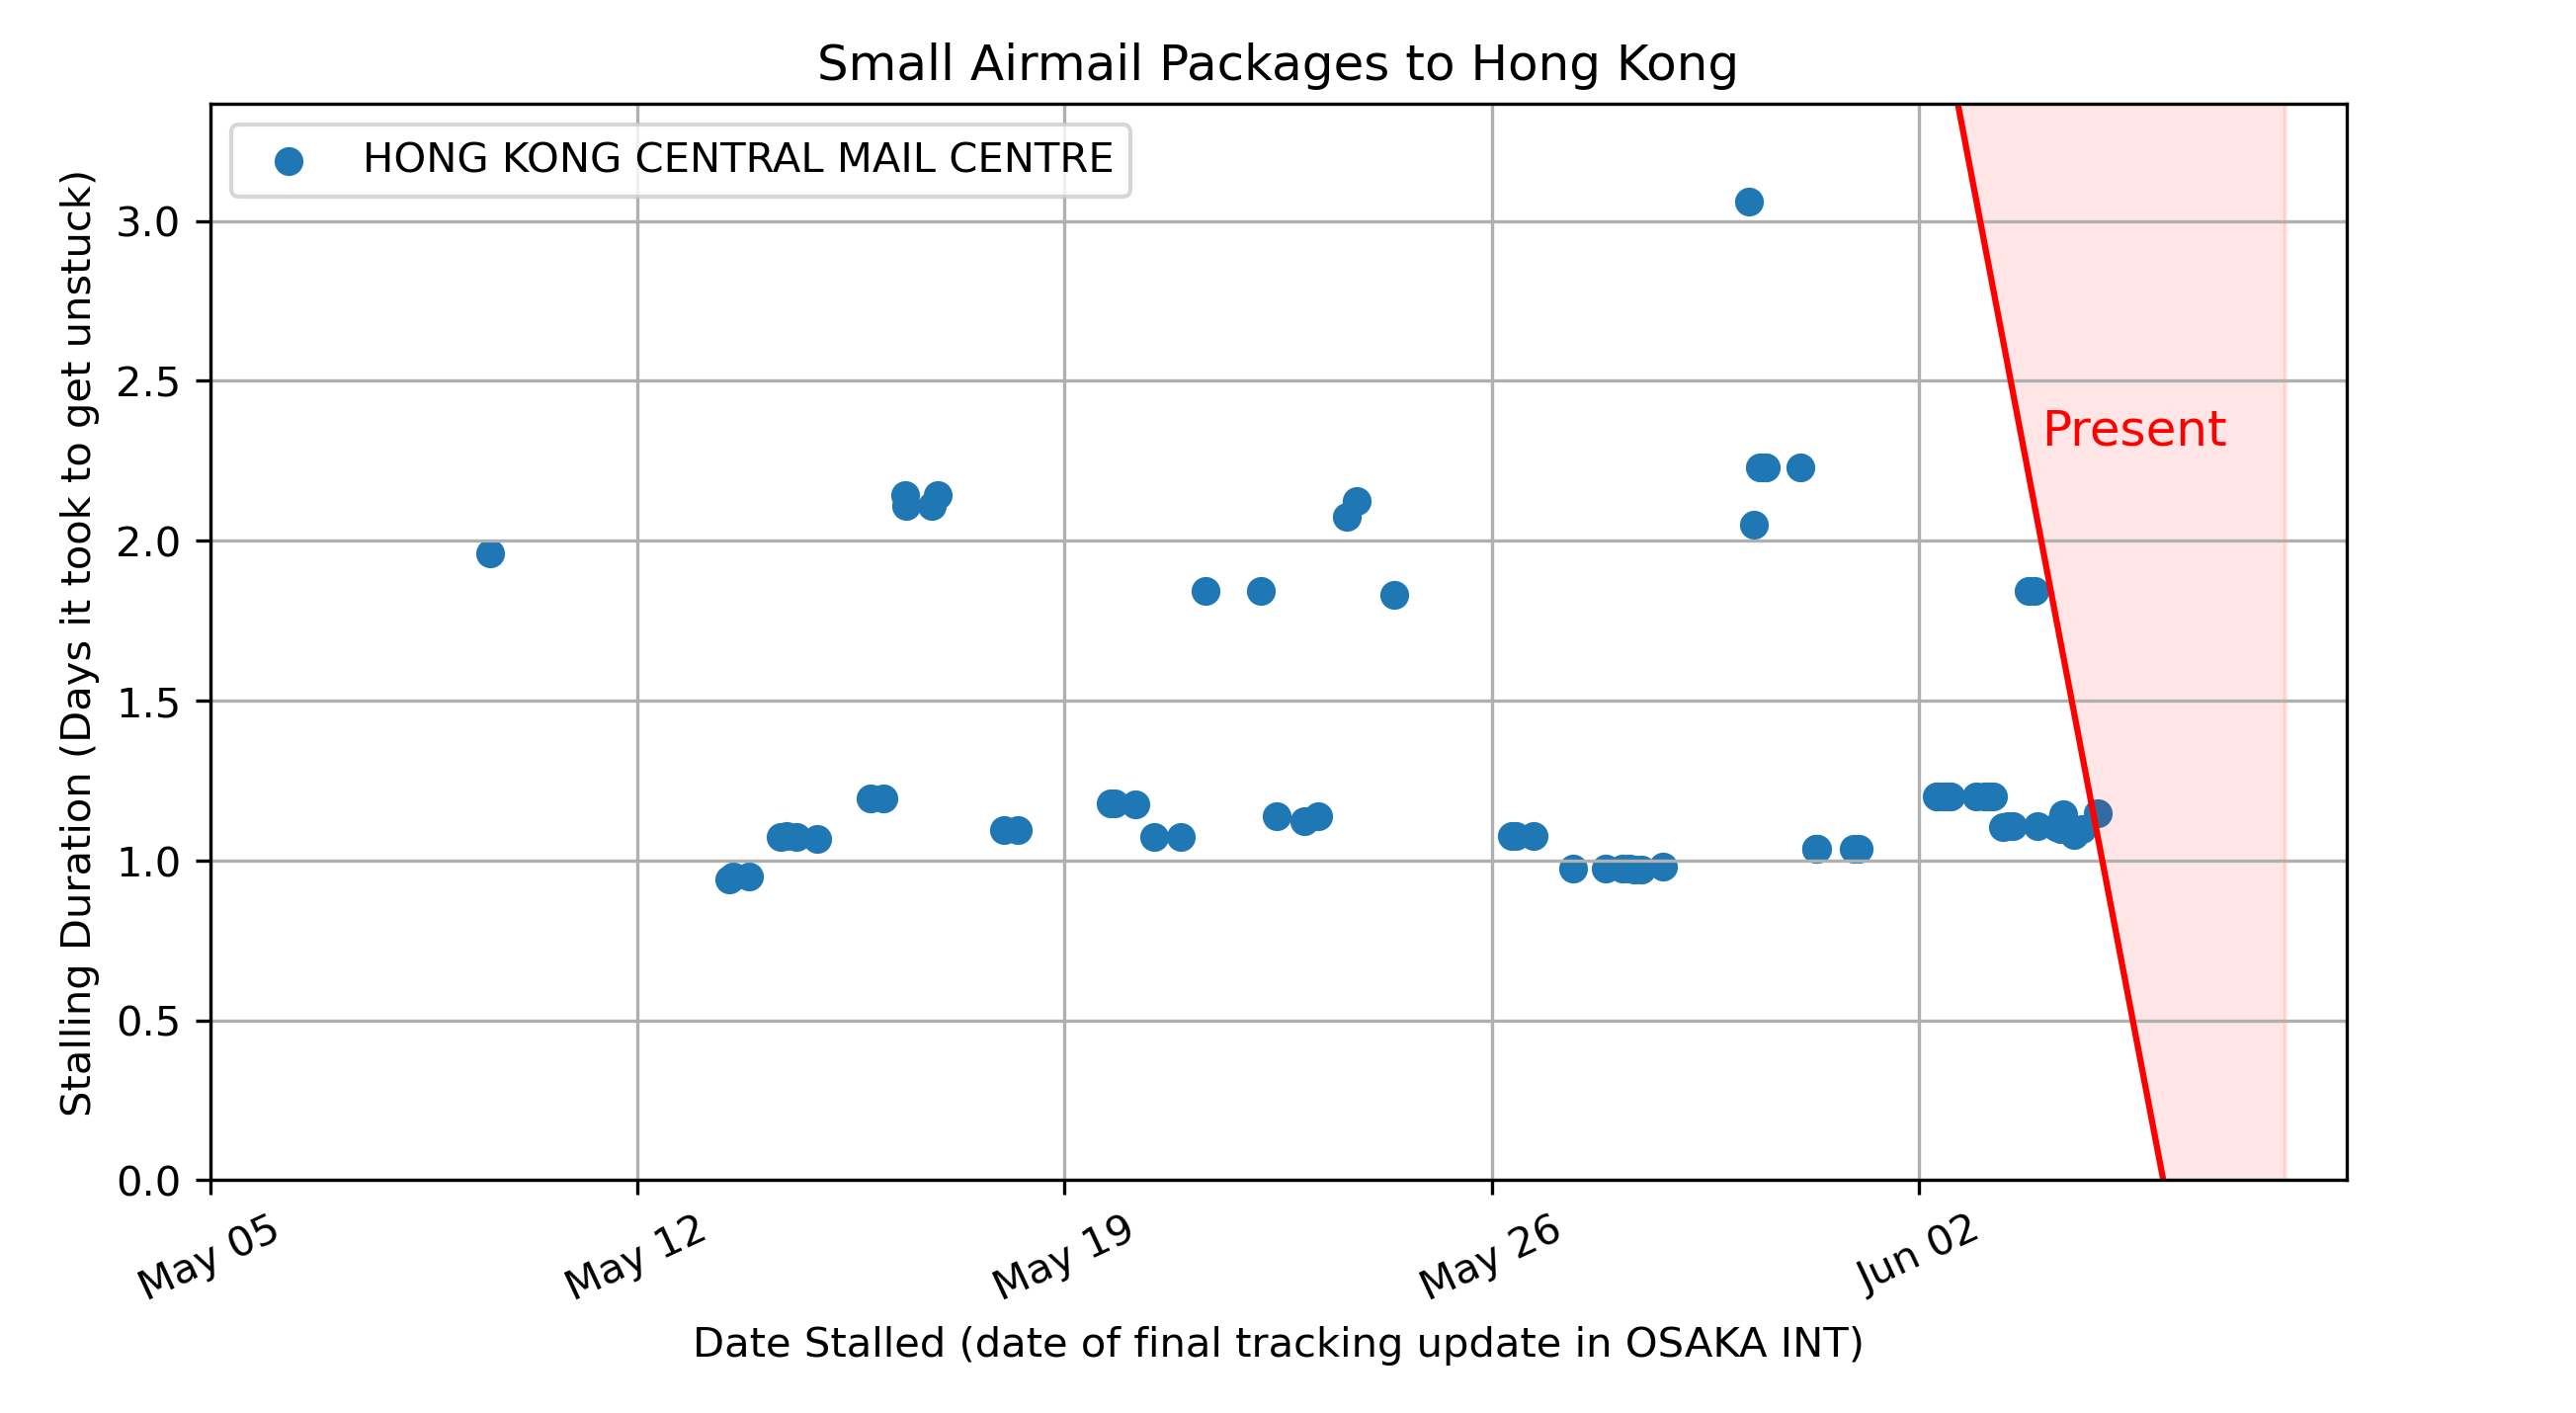 Small Airmail Packages to Hong Kong
HONG KONG CENTRAL MAIL CENTRE
Stalling Duration (Days it took to get unstuck)
3.0
2.5
2.0
1.5
1.0
0.5
0.0
Present
May 05
May 12
May 19
May 26
Jun 02
Date Stalled (date of final tracking update in OSAKA INT)